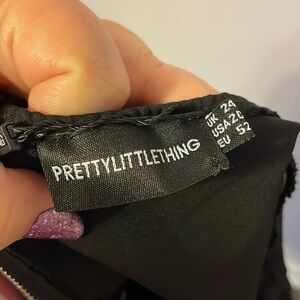 PRETTYLITTLETHING
UK 24
USA 20
EU 52